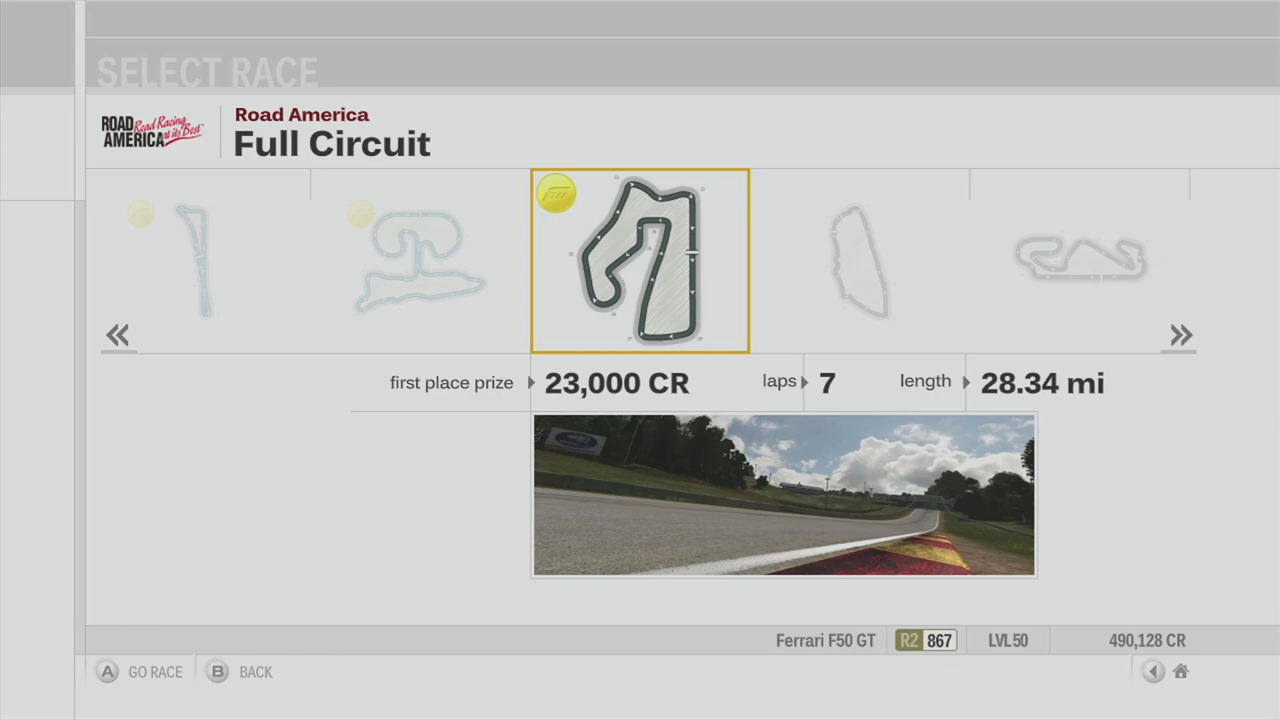 SELECT RACE
ROAD AMERICA
Road Racing at its Best
Road America
Full Circuit
first place prize
23,000 CR
laps
7
length
28.34 mi
Ferrari F50 GT
R2 867
LVL50
490,128 CR
A GO RACE
B BACK